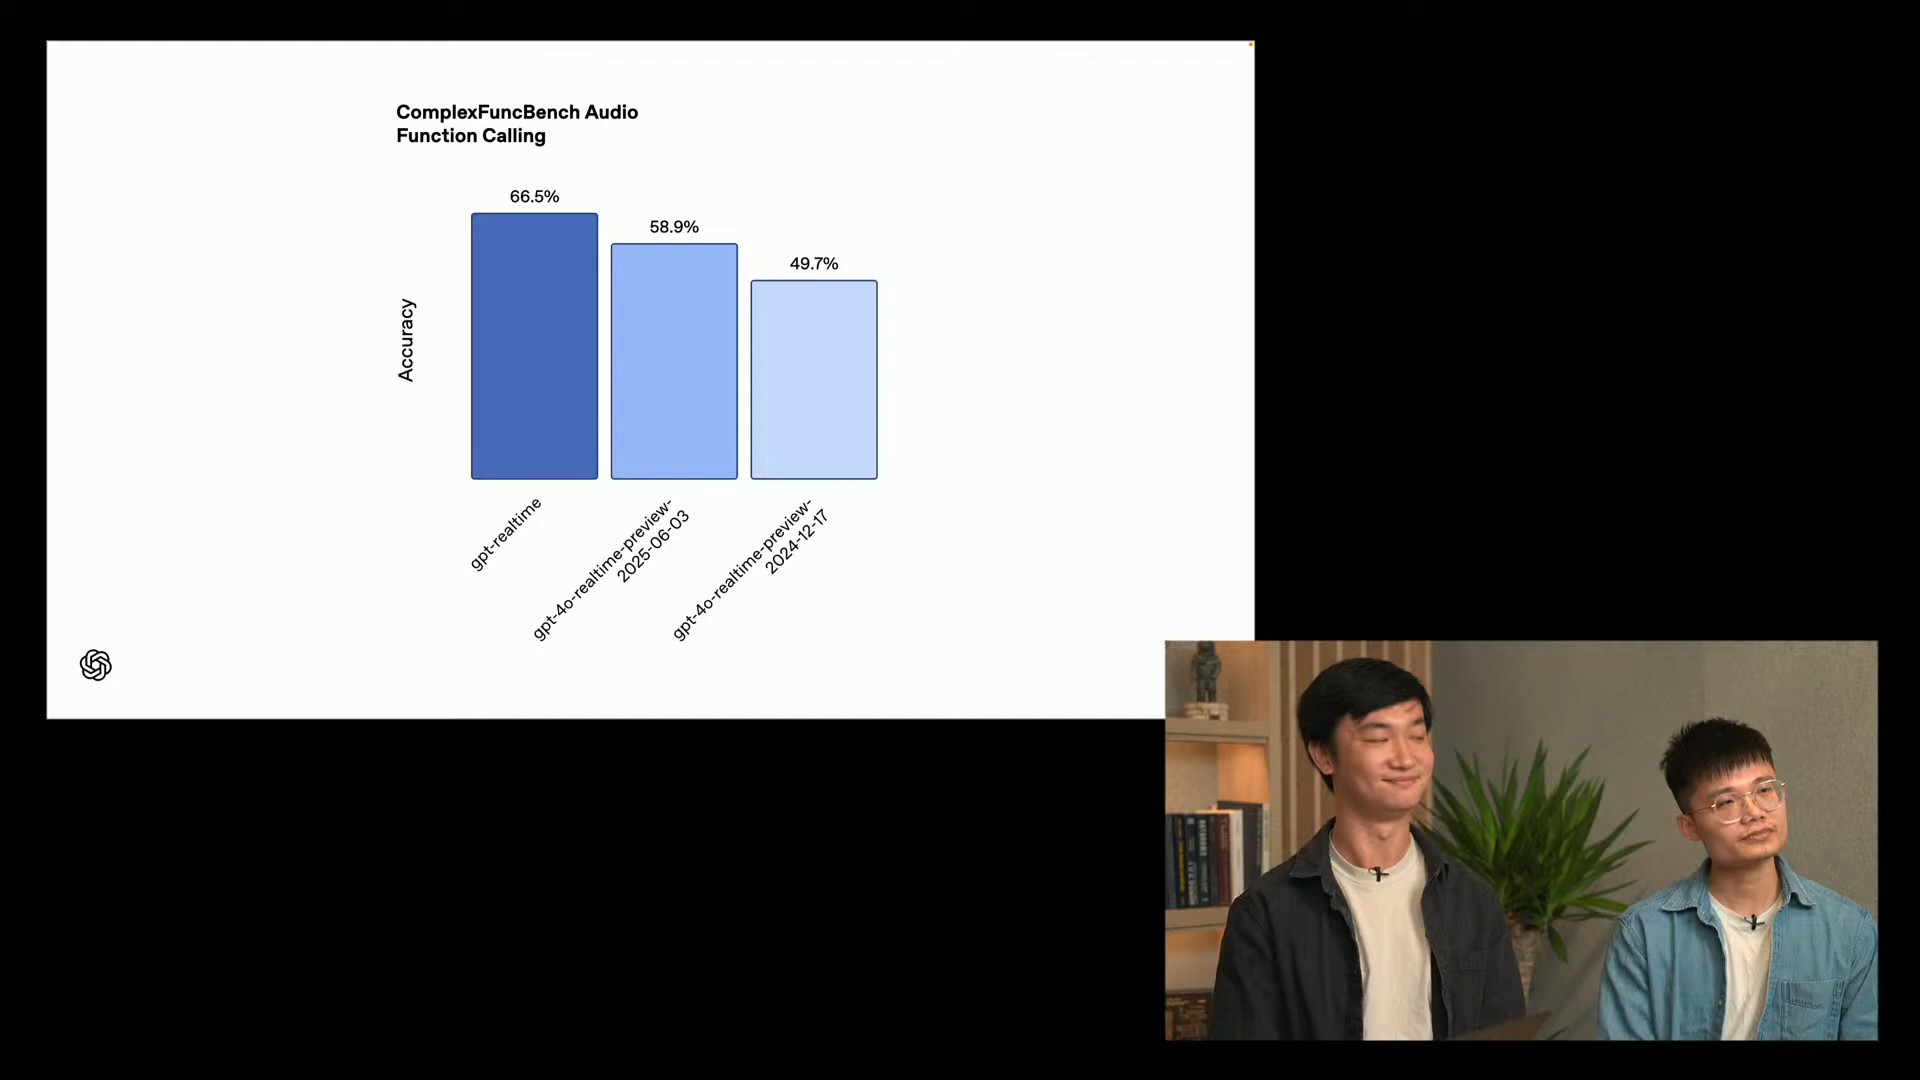 ComplexFuncBench Audio
Function Calling
66.5%
58.9%
49.7%
Accuracy
gpt-realtime
gpt-4o-realtime-preview-
2025-06-03
gpt-4o-realtime-preview-
2024-12-17